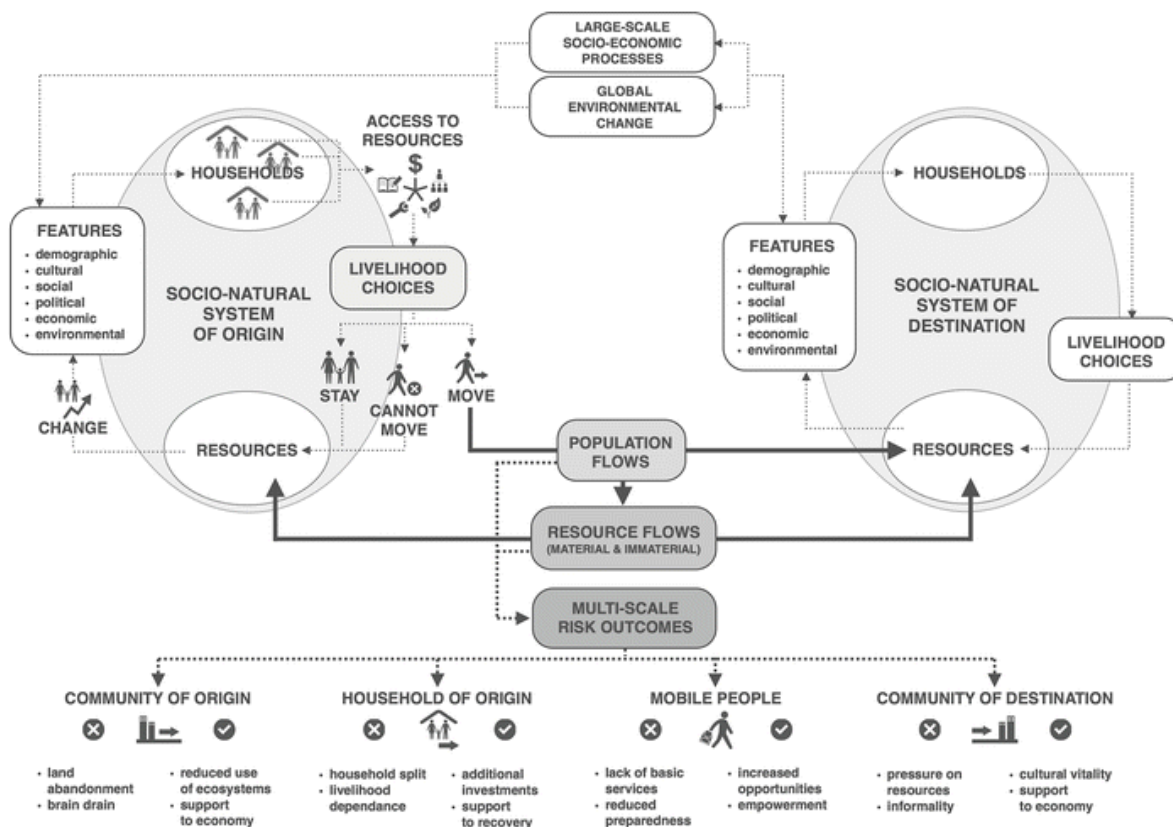 LARGE-SCALE
SOCIO-ECONOMIC
PROCESSES
GLOBAL
ENVIRONMENTAL
CHANGE
ACCESS TO
RESOURCES
$
HOUSEHOLDS
FEATURES
• demographic
• cultural
• social
• political
• economic
• environmental
SOCIO-NATURAL
SYSTEM
OF ORIGIN
LIVELIHOOD
CHOICES
STAY
CANNOT
MOVE
MOVE
CHANGE
RESOURCES
HOUSEHOLDS
FEATURES
• demographic
• cultural
• social
• political
• economic
• environmental
SOCIO-NATURAL
SYSTEM OF
DESTINATION
LIVELIHOOD
CHOICES
RESOURCES
POPULATION
FLOWS
RESOURCE FLOWS
(MATERIAL & IMMATERIAL)
MULTI-SCALE
RISK OUTCOMES
COMMUNITY OF ORIGIN
• land
abandonment
• brain drain
• reduced use
of ecosystems
• support
to economy
HOUSEHOLD OF ORIGIN
• household split
• livelihood
dependance
• additional
investments
• support
to recovery
MOBILE PEOPLE
• lack of basic
services
• reduced
preparedness
• increased
opportunities
• empowerment
COMMUNITY OF DESTINATION
• pressure on
resources
• informality
• cultural vitality
• support
to economy